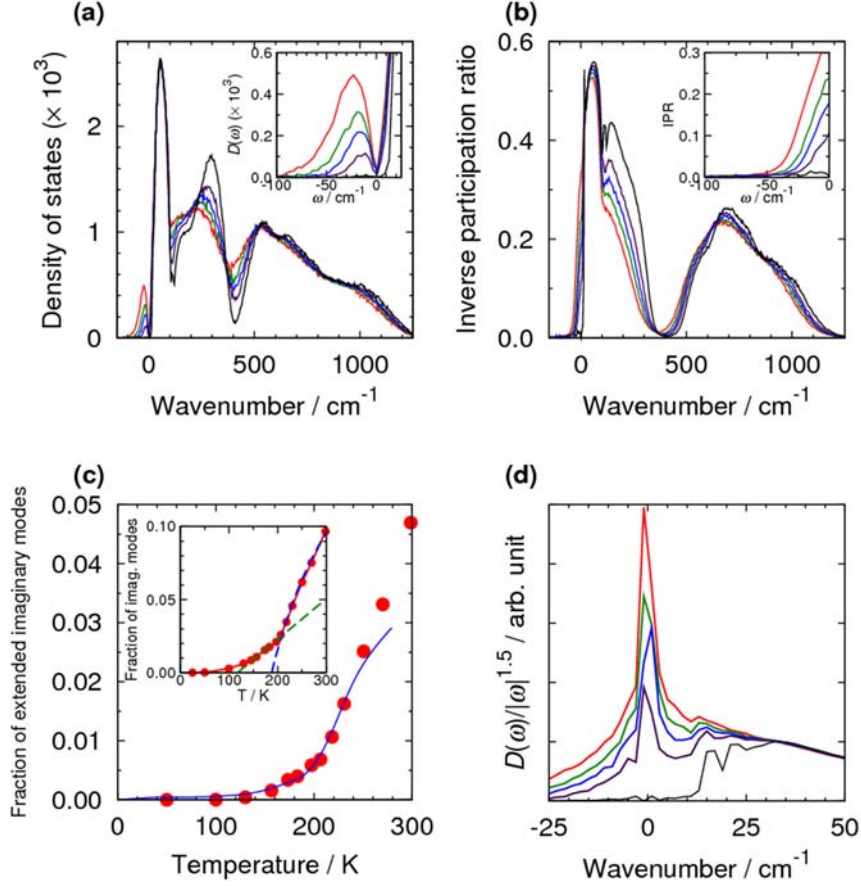 (a)
Density of states (× 10³)
2
1
0
0
500
1000
Wavenumber / cm⁻¹
D(ω) (× 10³)
0.6
0.4
0.2
0.0
-100
-50
0
ω / cm⁻¹
(b)
Inverse participation ratio
0.6
0.4
0.2
0.0
0
500
1000
Wavenumber / cm⁻¹
IPR
0.3
0.2
0.1
0.0
-100
-50
0
ω / cm⁻¹
(c)
Fraction of extended imaginary modes
0.05
0.04
0.03
0.02
0.01
0.00
0
100
200
300
Temperature / K
Fraction of imag. modes
0.10
0.05
0.00
0
100
200
300
T / K
(d)
D(ω)/|ω|¹·⁵ / arb. unit
-25
0
25
50
Wavenumber / cm⁻¹